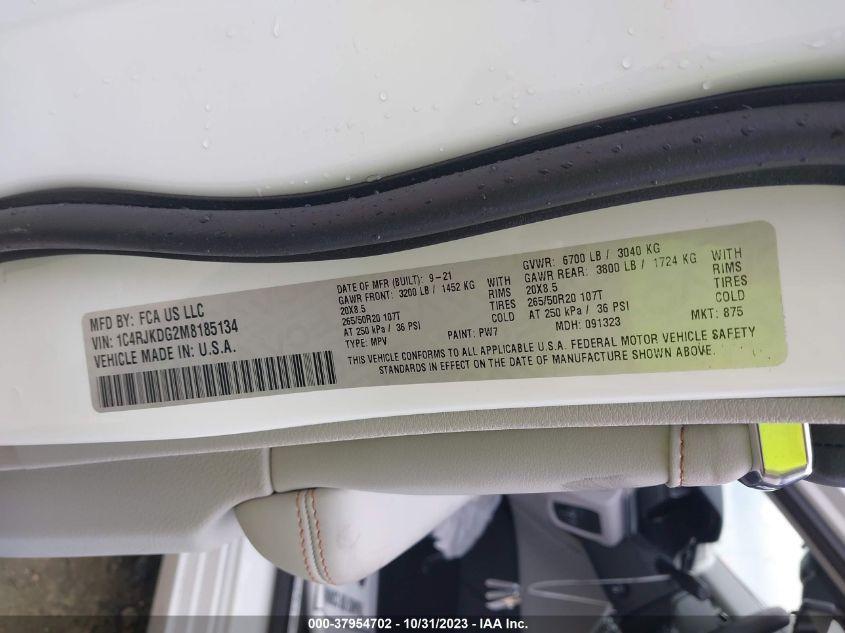 MFD BY: FCA US LLC
VIN: 1C4RJKDG2M8185134
VEHICLE MADE IN: U.S.A.
DATE OF MFR (BUILT): 9-21
GAWR FRONT: 3200 LB / 1452 KG WITH
20X8.5 RIMS
265/50R20 107T TIRES
AT 250 kPa / 36 PSI COLD
TYPE: MPV PAINT: PW7
GVWR: 6700 LB / 3040 KG
GAWR REAR: 3800 LB / 1724 KG WITH
20X8.5 RIMS
265/50R20 107T TIRES
AT 250 kPa / 36 PSI COLD
MDH: 091323 MKT: 875
THIS VEHICLE CONFORMS TO ALL APPLICABLE U.S.A. FEDERAL MOTOR VEHICLE SAFETY
STANDARDS IN EFFECT ON THE DATE OF MANUFACTURE SHOWN ABOVE.
000-37954702 - 10/31/2023 - IAA Inc.